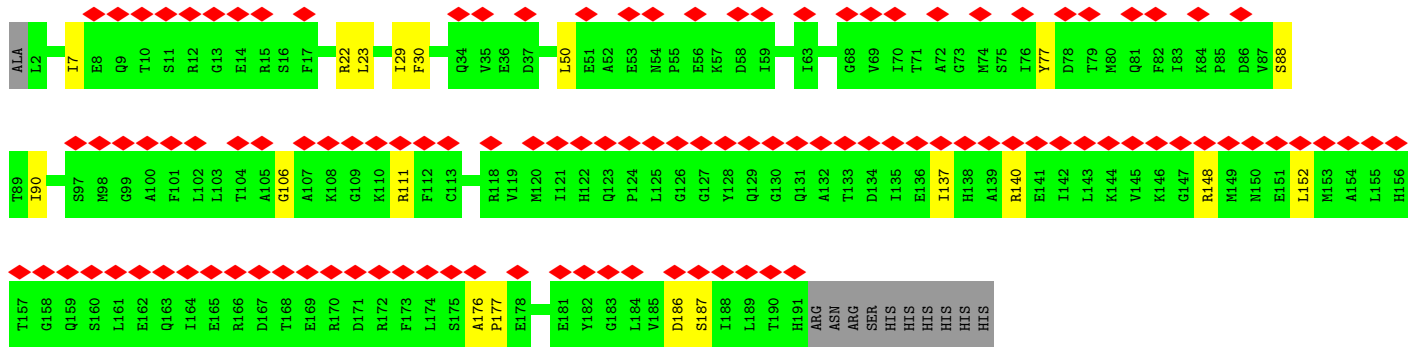 ALA L2 I7 E8 Q9 T10 S11 R12 G13 E14 R15 S16 F17 R22 L23 I29 F30 Q34 V35 E36 D37 L50 E51 A52 E53 N54 P55 E56 K57 D58 I59 I63 G68 V69 I70 T71 A72 G73 M74 S75 I76 Y77 D78 T79 M80 Q81 F82 I83 K84 P85 D86 V87 S88
T89 I90 S97 M98 G99 A100 F101 L102 L103 T104 A105 G106 A107 K108 G109 K110 R111 F112 C113 R118 V119 M120 I121 H122 Q123 P124 L125 G126 G127 Y128 Q129 G130 Q131 A132 T133 D134 I135 E136 I137 H138 A139 R140 E141 I142 L143 K144 V145 K146 G147 R148 M149 N150 E151 L152 M153 A154 L155 H156
T157 G158 Q159 S160 L161 E162 Q163 I164 E165 R166 D167 T168 E169 R170 D171 R172 F173 L174 S175 A176 P177 E178 E181 Y182 G183 L184 V185 D186 S187 I188 L189 T190 H191 ARG ASN ARG SER HIS HIS HIS HIS HIS HIS